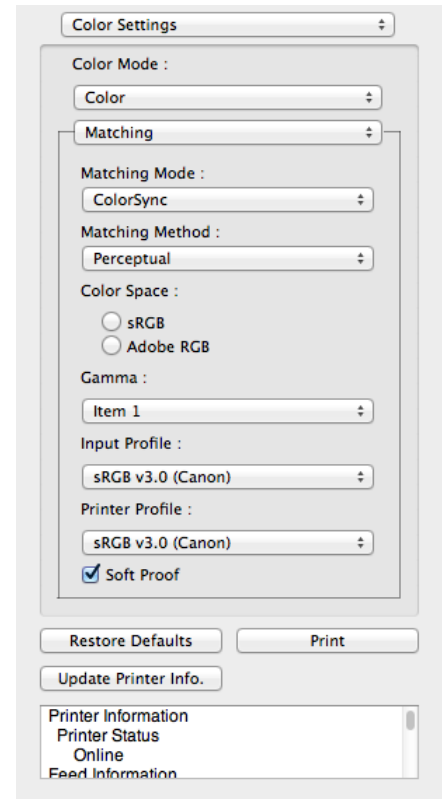 Color Settings
Color Mode :
Color
Matching
Matching Mode :
ColorSync
Matching Method :
Perceptual
Color Space :
sRGB
Adobe RGB
Gamma :
Item 1
Input Profile :
sRGB v3.0 (Canon)
Printer Profile :
sRGB v3.0 (Canon)
Soft Proof
Restore Defaults Print
Update Printer Info.
Printer Information
Printer Status
Online
Feed Information